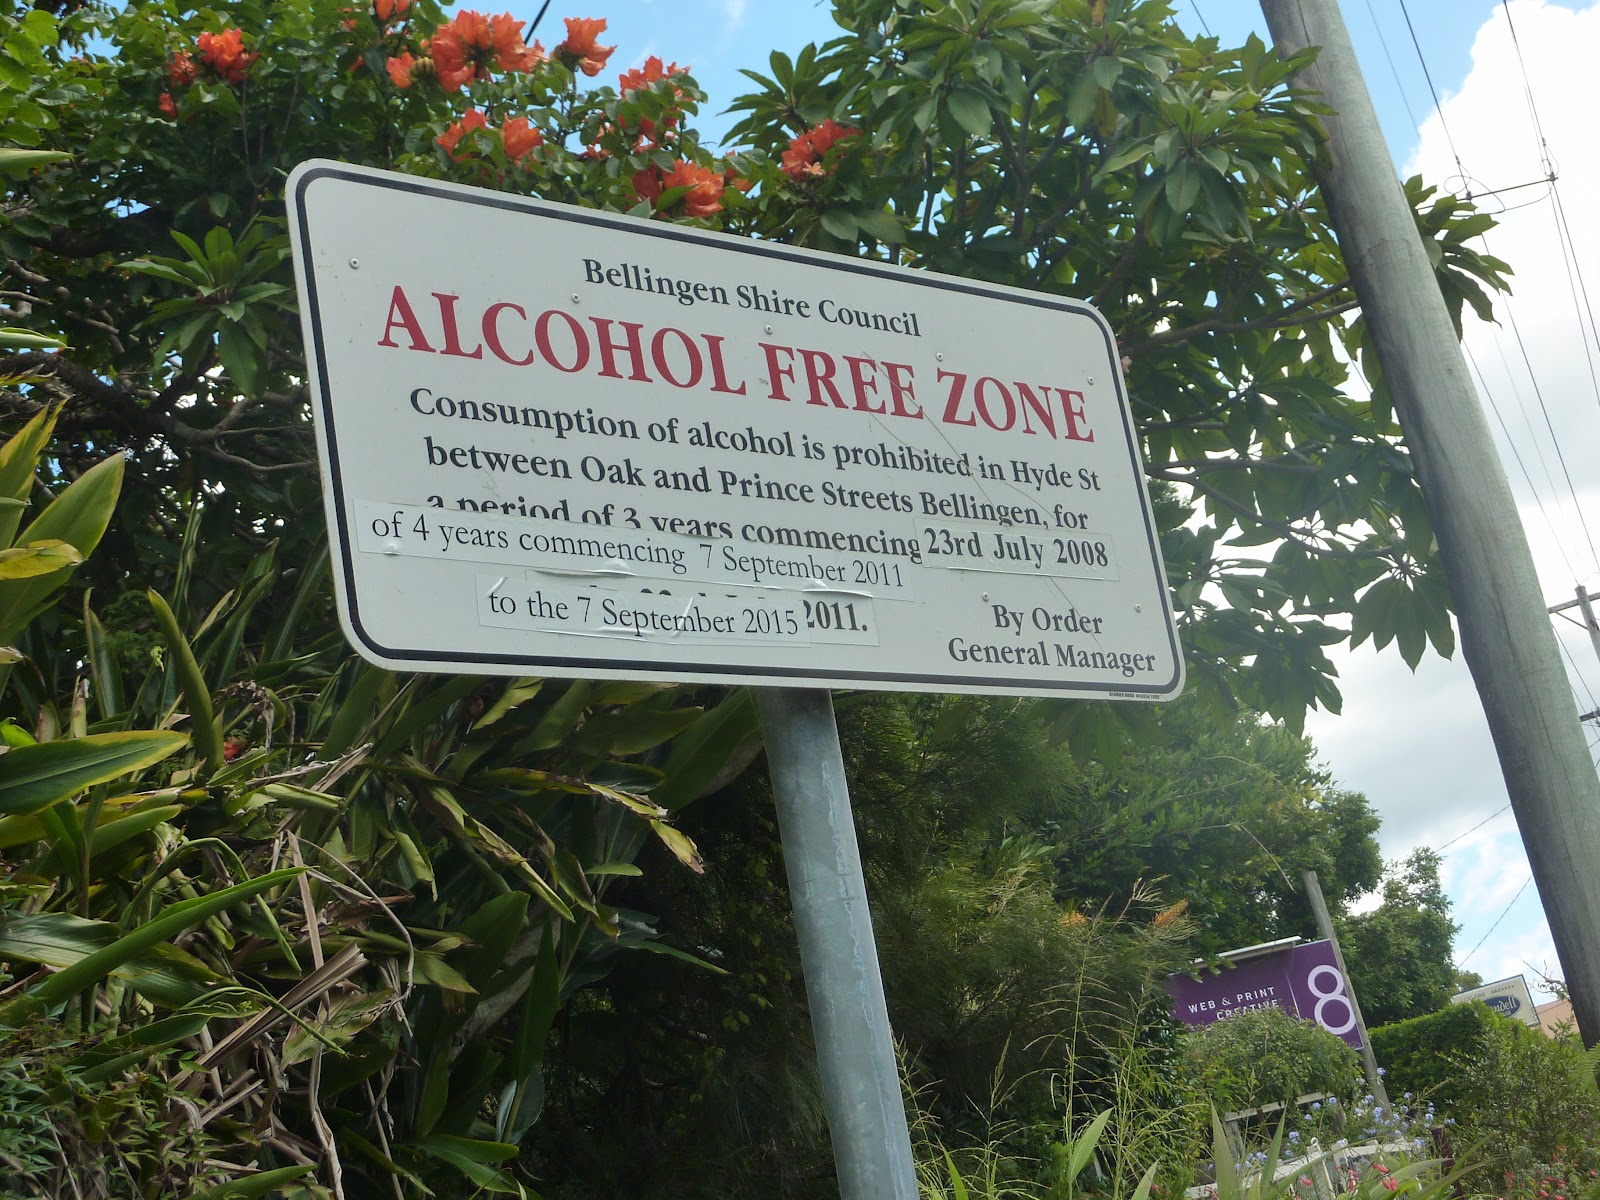 Bellingen Shire Council
ALCOHOL FREE ZONE
Consumption of alcohol is prohibited in Hyde St
between Oak and Prince Streets Bellingen, for
a period of 3 years commencing 23rd July 2008
of 4 years commencing 7 September 2011
to the 7 September 2015 2011.
By Order
General Manager
WEB & PRINT
CREATIVE
8